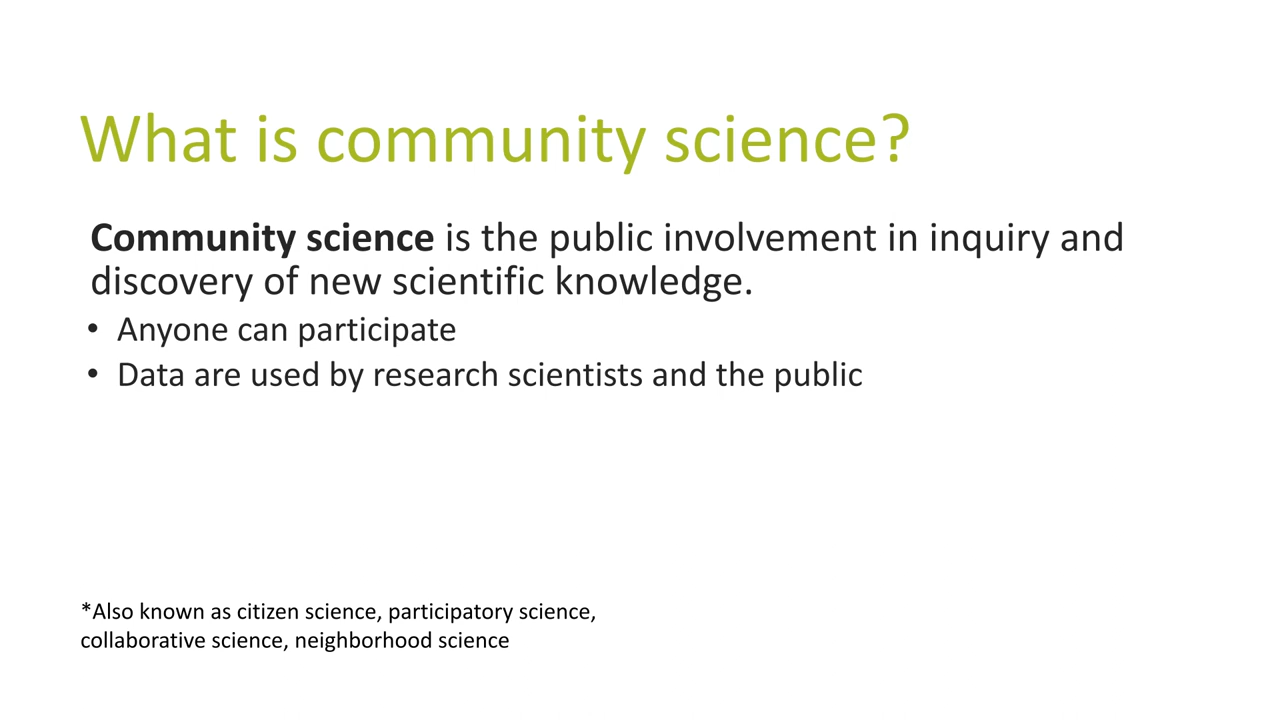 What is community science?
Community science is the public involvement in inquiry and
discovery of new scientific knowledge.
• Anyone can participate
• Data are used by research scientists and the public
*Also known as citizen science, participatory science,
collaborative science, neighborhood science